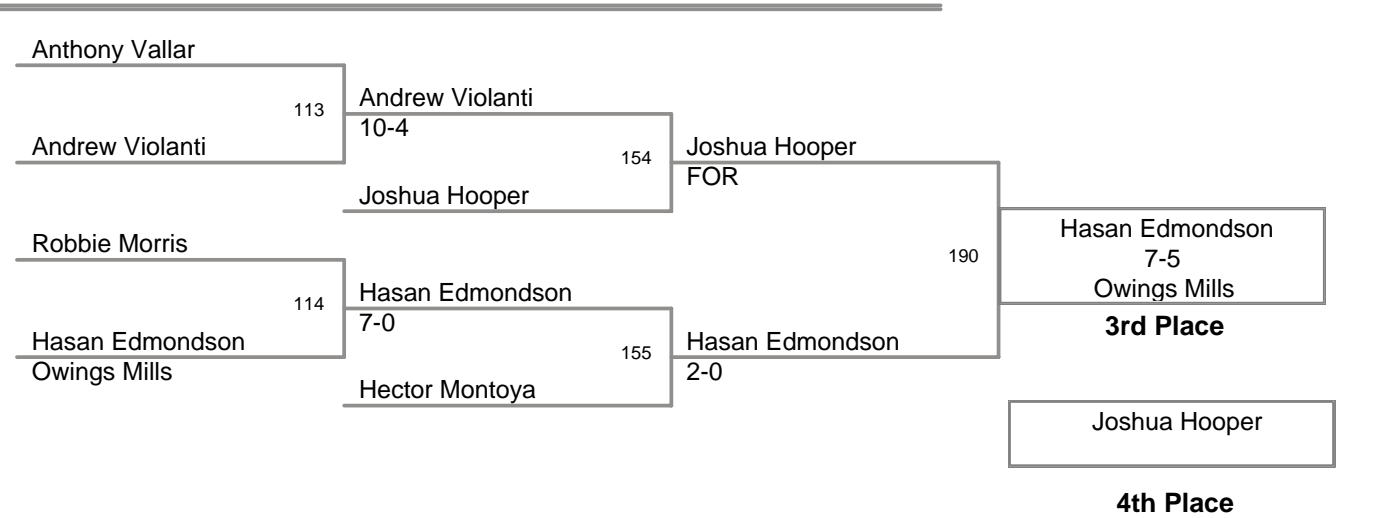 Anthony Vallar
113
Andrew Violanti
10-4
Andrew Violanti
154
Joshua Hooper
FOR
Joshua Hooper
Robbie Morris
190
Hasan Edmondson
7-5
Owings Mills
3rd Place
114
Hasan Edmondson
7-0
Hasan Edmondson
Owings Mills
155
Hasan Edmondson
2-0
Hector Montoya
Joshua Hooper
4th Place